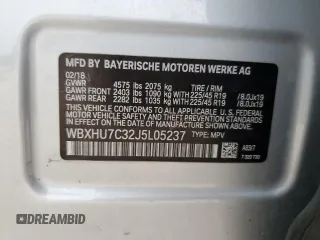 MFD BY BAYERISCHE MOTOREN WERKE AG
02/18
GVWR 4575 lbs 2075 kg TIRE / RIM
GAWR FRONT 2403 lbs 1090 kg 225/45 R19 /8.0Jx19
GAWR REAR 2282 lbs 1035 kg 225/45 R19 /8.0Jx19
THIS VEHICLE CONFORMS TO ALL APPLICABLE FEDERAL MOTOR VEHICLE
SAFETY, BUMPER, AND THEFT PREVENTION STANDARDS
IN EFFECT ON THE DATE OF MANUFACTURE SHOWN ABOVE.
WBXHU7C32J5L05237 TYPE: MPV
DREAMBID
DREAMBID.COM